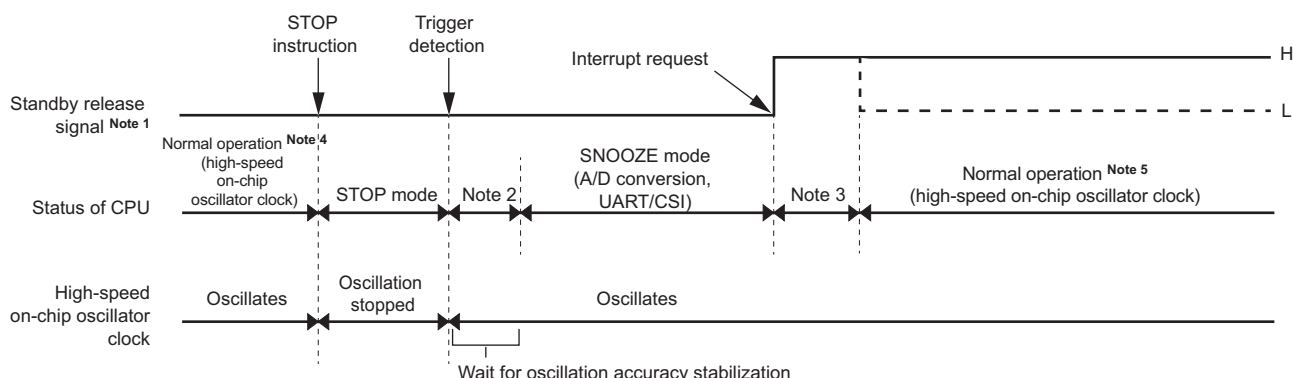 STOP
instruction
Trigger
detection
Interrupt request
H
Standby release
signal Note 1
L
Normal operation Note 4
(high-speed
on-chip
oscillator clock)
SNOOZE mode
(A/D conversion,
UART/CSI)
Normal operation Note 5
(high-speed on-chip oscillator clock)
Status of CPU
STOP mode
Note 2
Note 3
High-speed
on-chip oscillator
clock
Oscillates
Oscillation
stopped
Oscillates
Wait for oscillation accuracy stabilization